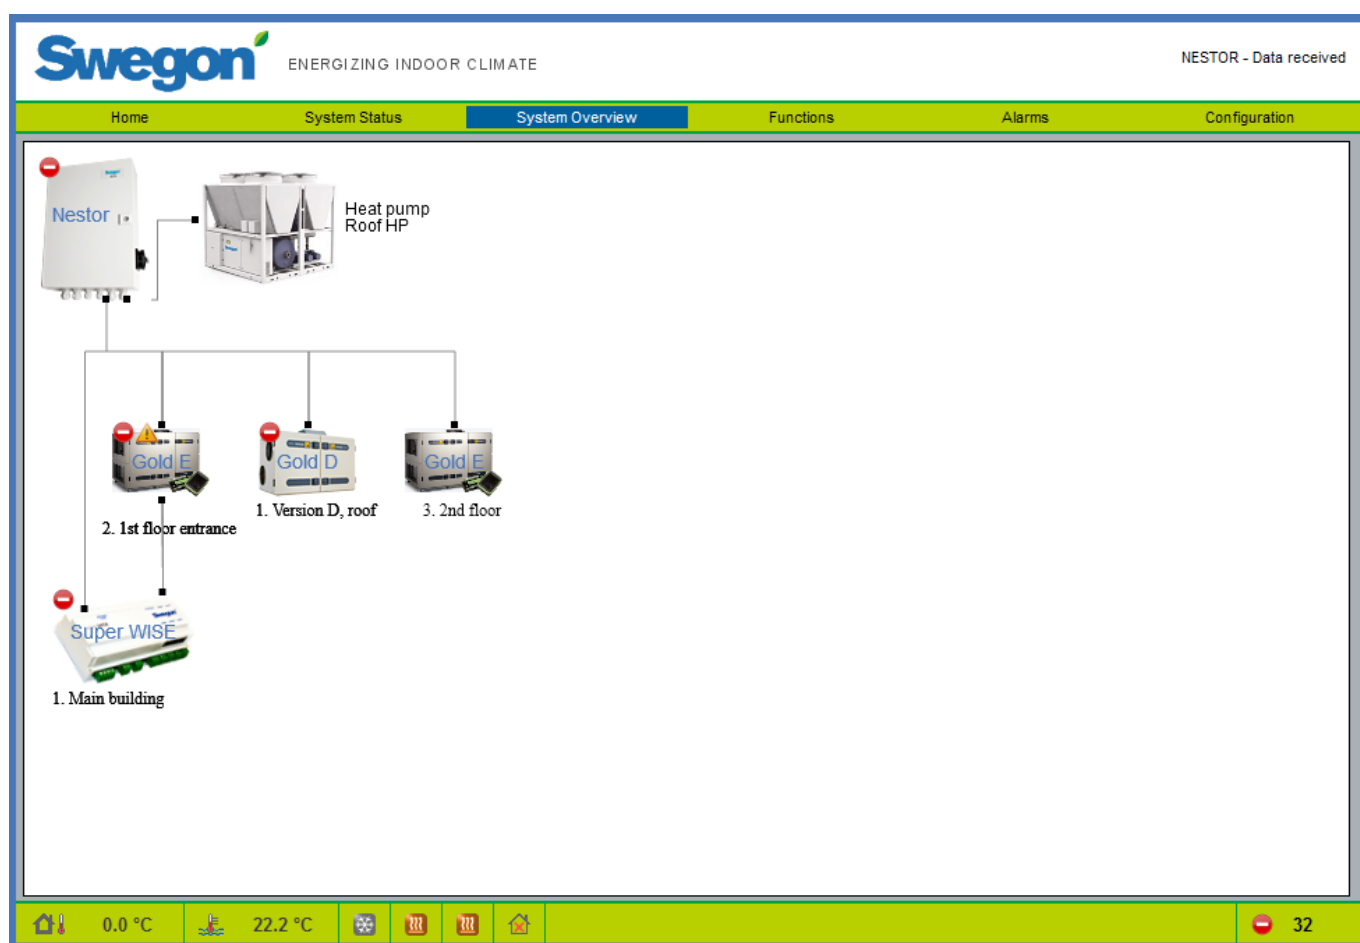 Swegon
ENERGIZING INDOOR CLIMATE
NESTOR - Data received
Home
System Status
System Overview
Functions
Alarms
Configuration
Nestor
Heat pump
Roof HP
Gold E
Gold D
Gold E
2. 1st floor entrance
1. Version D, roof
3. 2nd floor
Super WISE
1. Main building
0.0 °C
22.2 °C
32